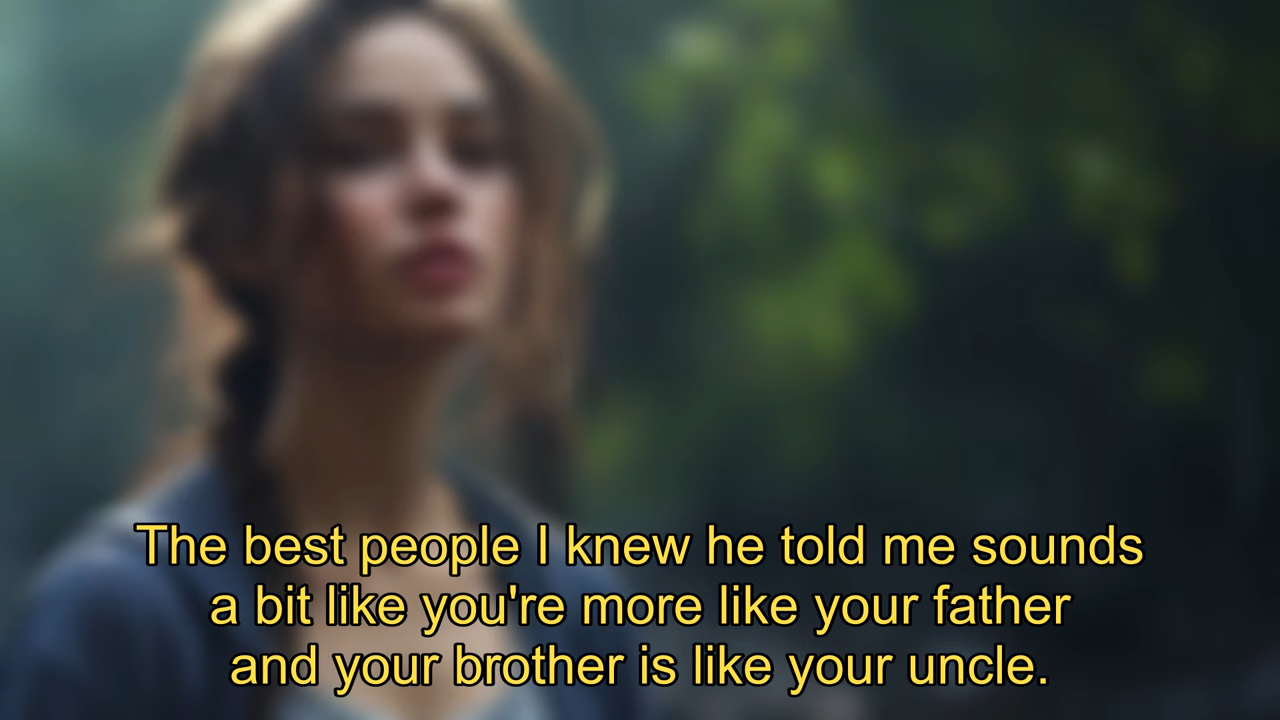 The best people I knew he told me sounds
a bit like you're more like your father
and your brother is like your uncle.